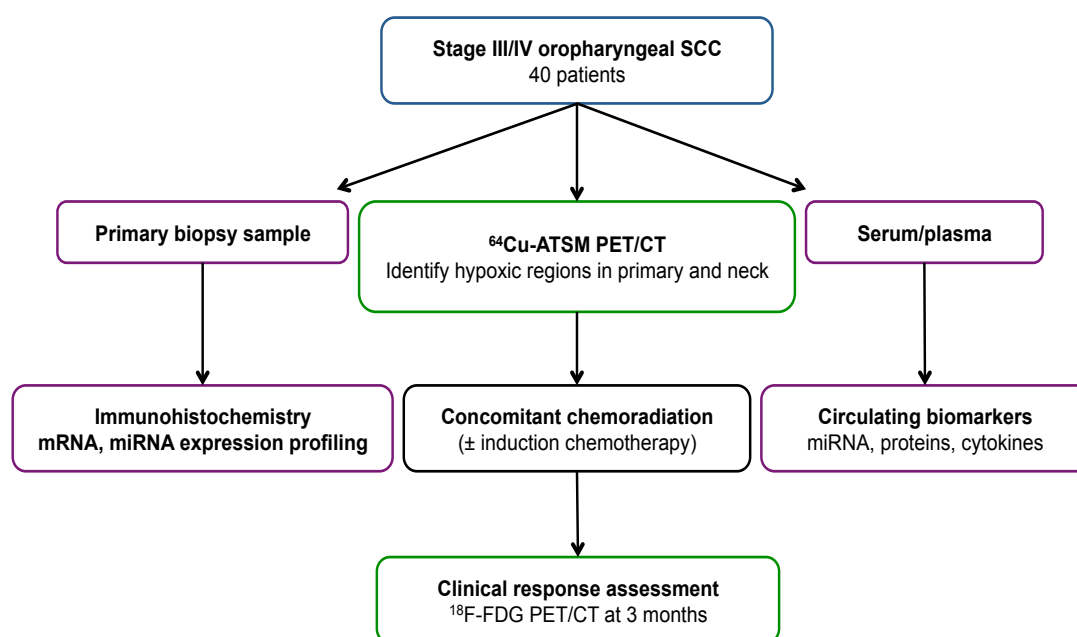 Stage III/IV oropharyngeal SCC
40 patients
Primary biopsy sample
⁶⁴Cu-ATSM PET/CT
Identify hypoxic regions in primary and neck
Serum/plasma
Immunohistochemistry
mRNA, miRNA expression profiling
Concomitant chemoradiation
(± induction chemotherapy)
Circulating biomarkers
miRNA, proteins, cytokines
Clinical response assessment
¹⁸F-FDG PET/CT at 3 months